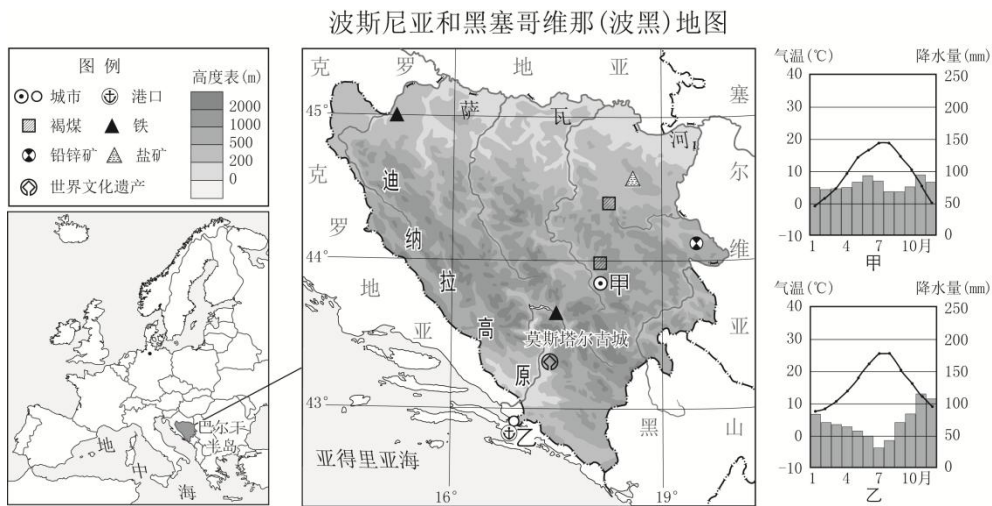 波斯尼亚和黑塞哥维那(波黑)地图
图 例
城市
港口
褐煤
铁
铅锌矿
盐矿
世界文化遗产
高度表(m)
2000
1000
500
200
0
巴尔干
半岛
地
中
海
克 罗 地 亚
克 罗 地 亚
塞 尔 维 亚
黑 山
萨 瓦 河
迪 纳 拉 高 原
45°
44°
43°
16°
19°
甲
莫斯塔尔古城
乙
亚得里亚海
气温(℃) 降水量(mm)
40 250
30 200
20 150
10 100
0 50
-10 0
1 4 7 10月
甲
气温(℃) 降水量(mm)
40 250
30 200
20 150
10 100
0 50
-10 0
1 4 7 10月
乙